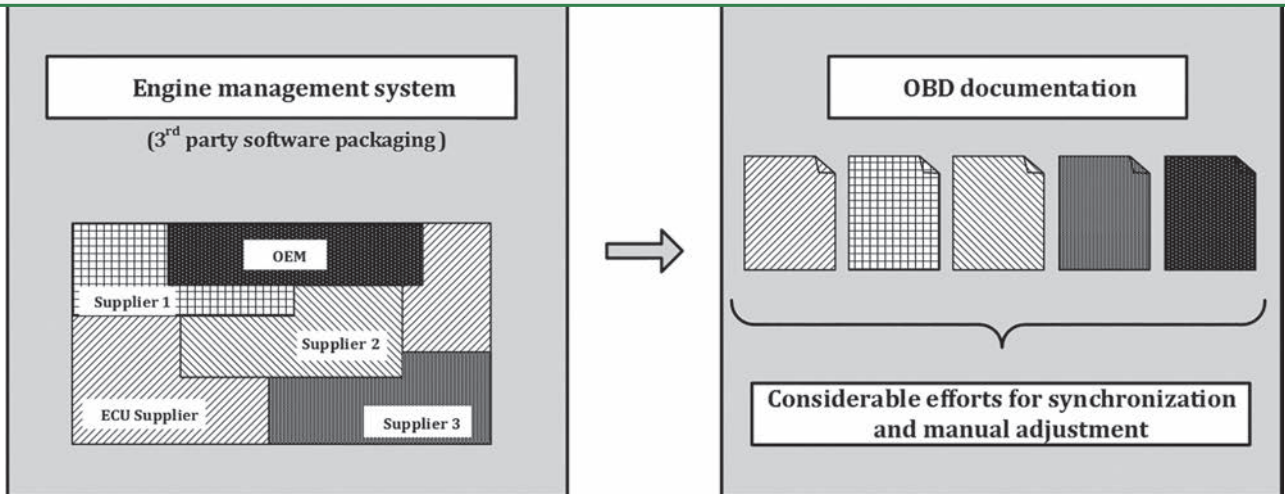 Engine management system
(3rd party software packaging)
OEM
Supplier 1
Supplier 2
ECU Supplier
Supplier 3
OBD documentation
Considerable efforts for synchronization
and manual adjustment